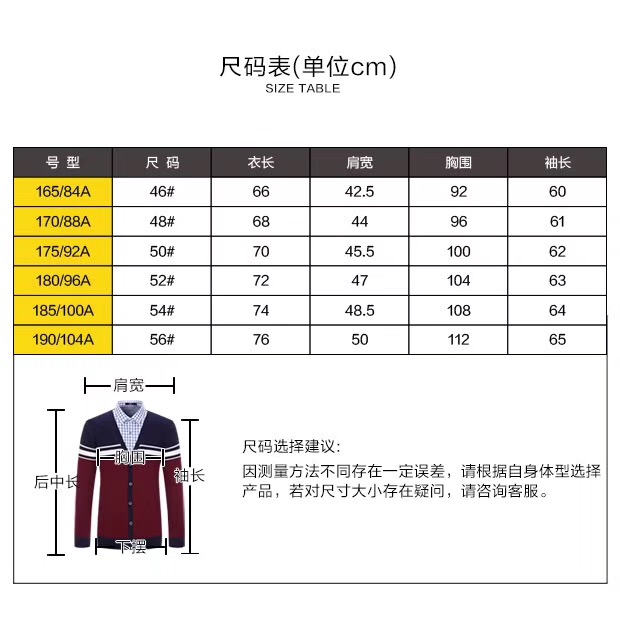 尺码表(单位cm)
SIZE TABLE
号 型 尺 码 衣长 肩宽 胸围 袖长
165/84A 46# 66 42.5 92 60
170/88A 48# 68 44 96 61
175/92A 50# 70 45.5 100 62
180/96A 52# 72 47 104 63
185/100A 54# 74 48.5 108 64
190/104A 56# 76 50 112 65
肩宽
胸围
袖长
后中长
下摆
尺码选择建议:
因测量方法不同存在一定误差，请根据自身体型选择
产品，若对尺寸大小存在疑问，请咨询客服。